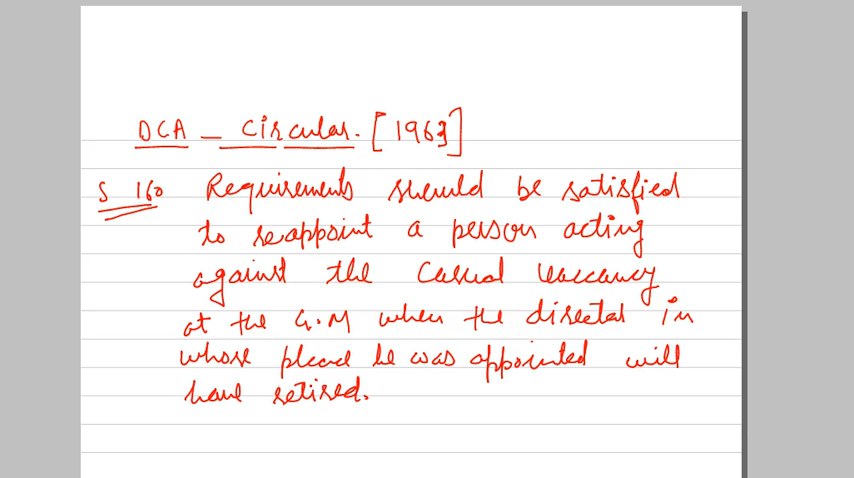 DCA - Circular. [1963]
S 160 Requirements should be satisfied
to reappoint a person acting
against the Casual vaccancy
at the G.M when the director in
whose place he was appointed will
have retired.